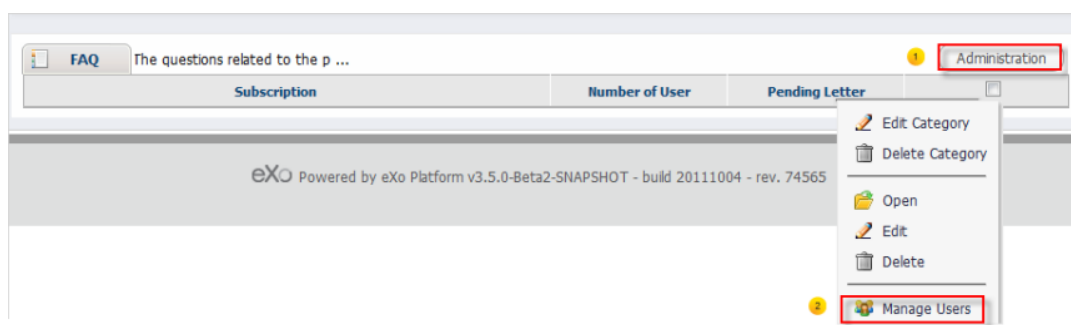 FAQ The questions related to the p ... 1 Administration
Subscription Number of User Pending Letter
Edit Category
Delete Category
eXo Powered by eXo Platform v3.5.0-Beta2-SNAPSHOT - build 20111004 - rev. 74565
Open
Edit
Delete
2 Manage Users